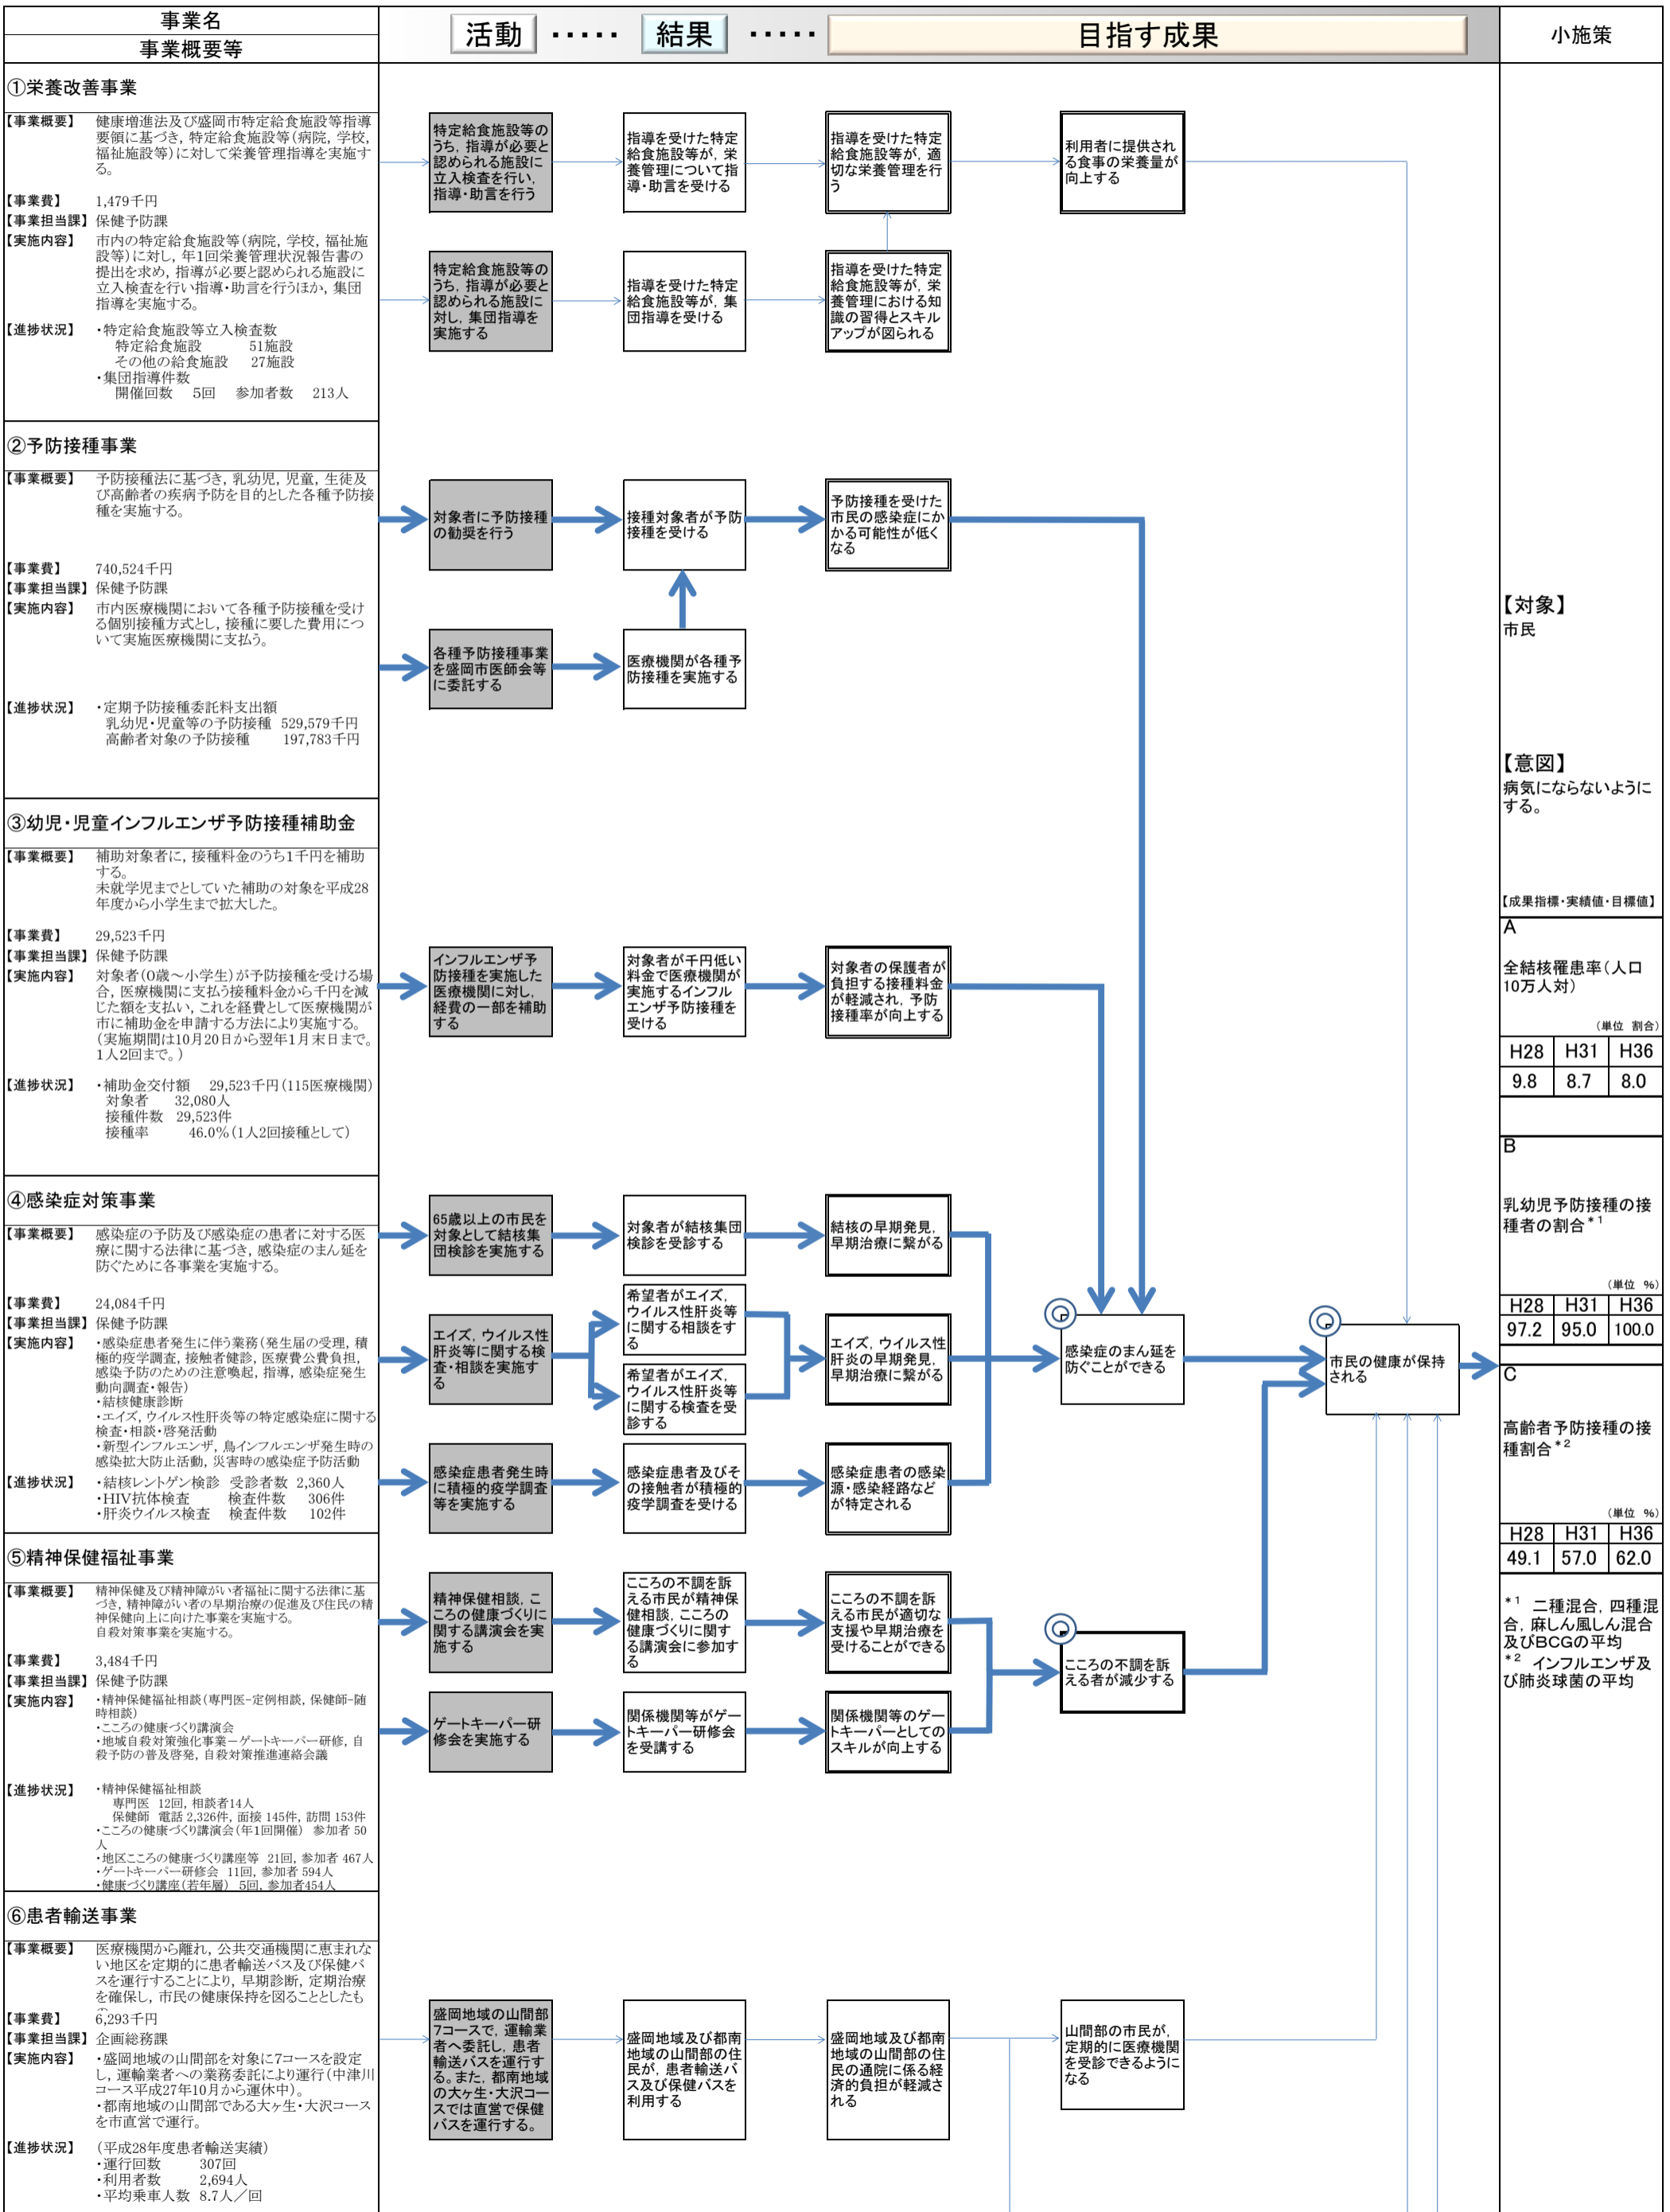 事業名
事業概要等
活動 ・・・・・ 結果 ・・・・・ 目指す成果
小施策
①栄養改善事業
【事業概要】 健康増進法及び盛岡市特定給食施設等指導
要領に基づき，特定給食施設等（病院，学校，
福祉施設等）に対して栄養管理指導を実施す
る。
【事業費】 1,479千円
【事業担当課】 保健予防課
【実施内容】 市内の特定給食施設等（病院，学校，福祉施
設等）に対し，年1回栄養管理状況報告書の
提出を求め，指導が必要と認められる施設に
立入検査を行い指導・助言を行うほか，集団
指導を実施する。
【進捗状況】 ・特定給食施設等立入検査数
特定給食施設 51施設
その他の給食施設 27施設
・集団指導件数
開催回数 5回 参加者数 213人
特定給食施設等の
うち，指導が必要と
認められる施設に
立入検査を行い，
指導・助言を行う
指導を受けた特定
給食施設等が，栄
養管理について指
導・助言を受ける
指導を受けた特定
給食施設等が，適
切な栄養管理を行
う
利用者に提供され
る食事の栄養量が
向上する
特定給食施設等の
うち，指導が必要と
認められる施設に
対し，集団指導を
実施する
指導を受けた特定
給食施設等が，集
団指導を受ける
指導を受けた特定
給食施設等が，栄
養管理における知
識の習得とスキル
アップが図られる
②予防接種事業
【事業概要】 予防接種法に基づき，乳幼児，児童，生徒及
び高齢者の疾病予防を目的とした各種予防接
種を実施する。
【事業費】 740,524千円
【事業担当課】 保健予防課
【実施内容】 市内医療機関において各種予防接種を受け
る個別接種方式とし，接種に要した費用につ
いて実施医療機関に支払う。
【進捗状況】 ・定期予防接種委託料支出額
乳幼児・児童等の予防接種 529,579千円
高齢者対象の予防接種 197,783千円
対象者に予防接種
の勧奨を行う
接種対象者が予防
接種を受ける
予防接種を受けた
市民の感染症にか
かる可能性が低く
なる
各種予防接種事業
を盛岡市医師会等
に委託する
医療機関が各種予
防接種を実施する
③幼児・児童インフルエンザ予防接種補助金
【事業概要】 補助対象者に，接種料金のうち1千円を補助
する。
未就学児までとしていた補助の対象を平成28
年度から小学生まで拡大した。
【事業費】 29,523千円
【事業担当課】 保健予防課
【実施内容】 対象者（0歳～小学生）が予防接種を受ける場
合，医療機関に支払う接種料金から千円を減
じた額を支払い，これを経費として医療機関が
市に補助金を申請する方法により実施する。
（実施期間は10月20日から翌年1月末日まで。
1人2回まで。）
【進捗状況】 ・補助金交付額 29,523千円（115医療機関）
対象者 32,080人
接種件数 29,523件
接種率 46.0％（1人2回接種として）
インフルエンザ予
防接種を実施した
医療機関に対し，
経費の一部を補助
する
対象者が千円低い
料金で医療機関が
実施するインフル
エンザ予防接種を
受ける
対象者の保護者が
負担する接種料金
が軽減され，予防
接種率が向上する
④感染症対策事業
【事業概要】 感染症の予防及び感染症の患者に対する医
療に関する法律に基づき，感染症のまん延を
防ぐために各事業を実施する。
【事業費】 24,084千円
【事業担当課】 保健予防課
【実施内容】 ・感染症患者発生に伴う業務（発生届の受理，積
極的疫学調査，接触者健診，医療費公費負担，
感染予防のための注意喚起，指導，感染症発生
動向調査・報告）
・結核健康診断
・エイズ，ウイルス性肝炎等の特定感染症に関する
検査・相談・啓発活動
・新型インフルエンザ，鳥インフルエンザ発生時の
感染拡大防止活動，災害時の感染症予防活動
【進捗状況】 ・結核レントゲン検診 受診者数 2,360人
・HIV抗体検査 検査件数 306件
・肝炎ウイルス検査 検査件数 102件
65歳以上の市民を
対象として結核集
団検診を実施する
対象者が結核集団
検診を受診する
結核の早期発見，
早期治療に繋がる
エイズ，ウイルス性
肝炎等に関する検
査・相談を実施す
る
希望者がエイズ，
ウイルス性肝炎等
に関する相談をす
る
希望者がエイズ，
ウイルス性肝炎等
に関する検査を受
診する
エイズ，ウイルス性
肝炎の早期発見，
早期治療に繋がる
感染症患者発生時
に積極的疫学調査
等を実施する
感染症患者及びそ
の接触者が積極的
疫学調査を受ける
感染症患者の感染
源・感染経路など
が特定される
感染症のまん延を
防ぐことができる
市民の健康が保持
される
⑤精神保健福祉事業
【事業概要】 精神保健及び精神障がい者福祉に関する法律に基
づき，精神障がい者の早期治療の促進及び住民の精
神保健向上に向けた事業を実施する。
自殺対策事業を実施する。
【事業費】 3,484千円
【事業担当課】 保健予防課
【実施内容】 ・精神保健福祉相談（専門医−定例相談，保健師−随
時相談）
・こころの健康づくり講演会
・地域自殺対策強化事業－ゲートキーパー研修，自
殺予防の普及啓発，自殺対策推進連絡会議
【進捗状況】 ・精神保健福祉相談
専門医 12回，相談者14人
保健師 電話 2,326件，面接 145件，訪問 153件
・こころの健康づくり講演会（年1回開催） 参加者 50
人
・地区こころの健康づくり講座等 21回，参加者 467人
・ゲートキーパー研修会 11回，参加者 594人
・健康づくり講座（若年層） 5回，参加者454人
精神保健相談，こ
ころの健康づくりに
関する講演会を実
施する
こころの不調を訴
える市民が精神保
健相談，こころの
健康づくりに関す
る講演会に参加す
る
こころの不調を訴
える市民が適切な
支援や早期治療を
受けることができる
ゲートキーパー研
修会を実施する
関係機関等がゲー
トキーパー研修会
を受講する
関係機関等のゲー
トキーパーとしての
スキルが向上する
こころの不調を訴
える者が減少する
⑥患者輸送事業
【事業概要】 医療機関から離れ，公共交通機関に恵まれな
い地区を定期的に患者輸送バス及び保健バ
スを運行することにより，早期診断，定期治療
を確保し，市民の健康保持を図ることとしたも
【事業費】 6,293千円
【事業担当課】 企画総務課
【実施内容】 ・盛岡地域の山間部を対象に7コースを設定
し，運輸業者への業務委託により運行（中津川
コース平成27年10月から運休中）。
・都南地域の山間部である大ヶ生・大沢コース
を市直営で運行。
【進捗状況】 （平成28年度患者輸送実績）
・運行回数 307回
・利用者数 2,694人
・平均乗車人数 8.7人／回
盛岡地域の山間部
7コースで，運輸業
者へ委託し，患者
輸送バスを運行す
る。また，都南地域
の大ヶ生・大沢コー
スでは直営で保健
バスを運行する。
盛岡地域及び都南
地域の山間部の住
民が，患者輸送バ
ス及び保健バスを
利用する
盛岡地域及び都南
地域の山間部の住
民の通院に係る経
済的負担が軽減さ
れる
山間部の市民が，
定期的に医療機関
を受診できるように
なる
【対象】
市民
【意図】
病気にならないように
する。
【成果指標・実績値・目標値】
A
全結核罹患率（人口
10万人対）
（単位 割合）
H28 H31 H36
9.8 8.7 8.0
B
乳幼児予防接種の接
種者の割合*1
（単位 %）
H28 H31 H36
97.2 95.0 100.0
C
高齢者予防接種の接
種割合*2
（単位 %）
H28 H31 H36
49.1 57.0 62.0
*1 二種混合，四種混
合，麻しん風しん混合
及びBCGの平均
*2 インフルエンザ及
び肺炎球菌の平均